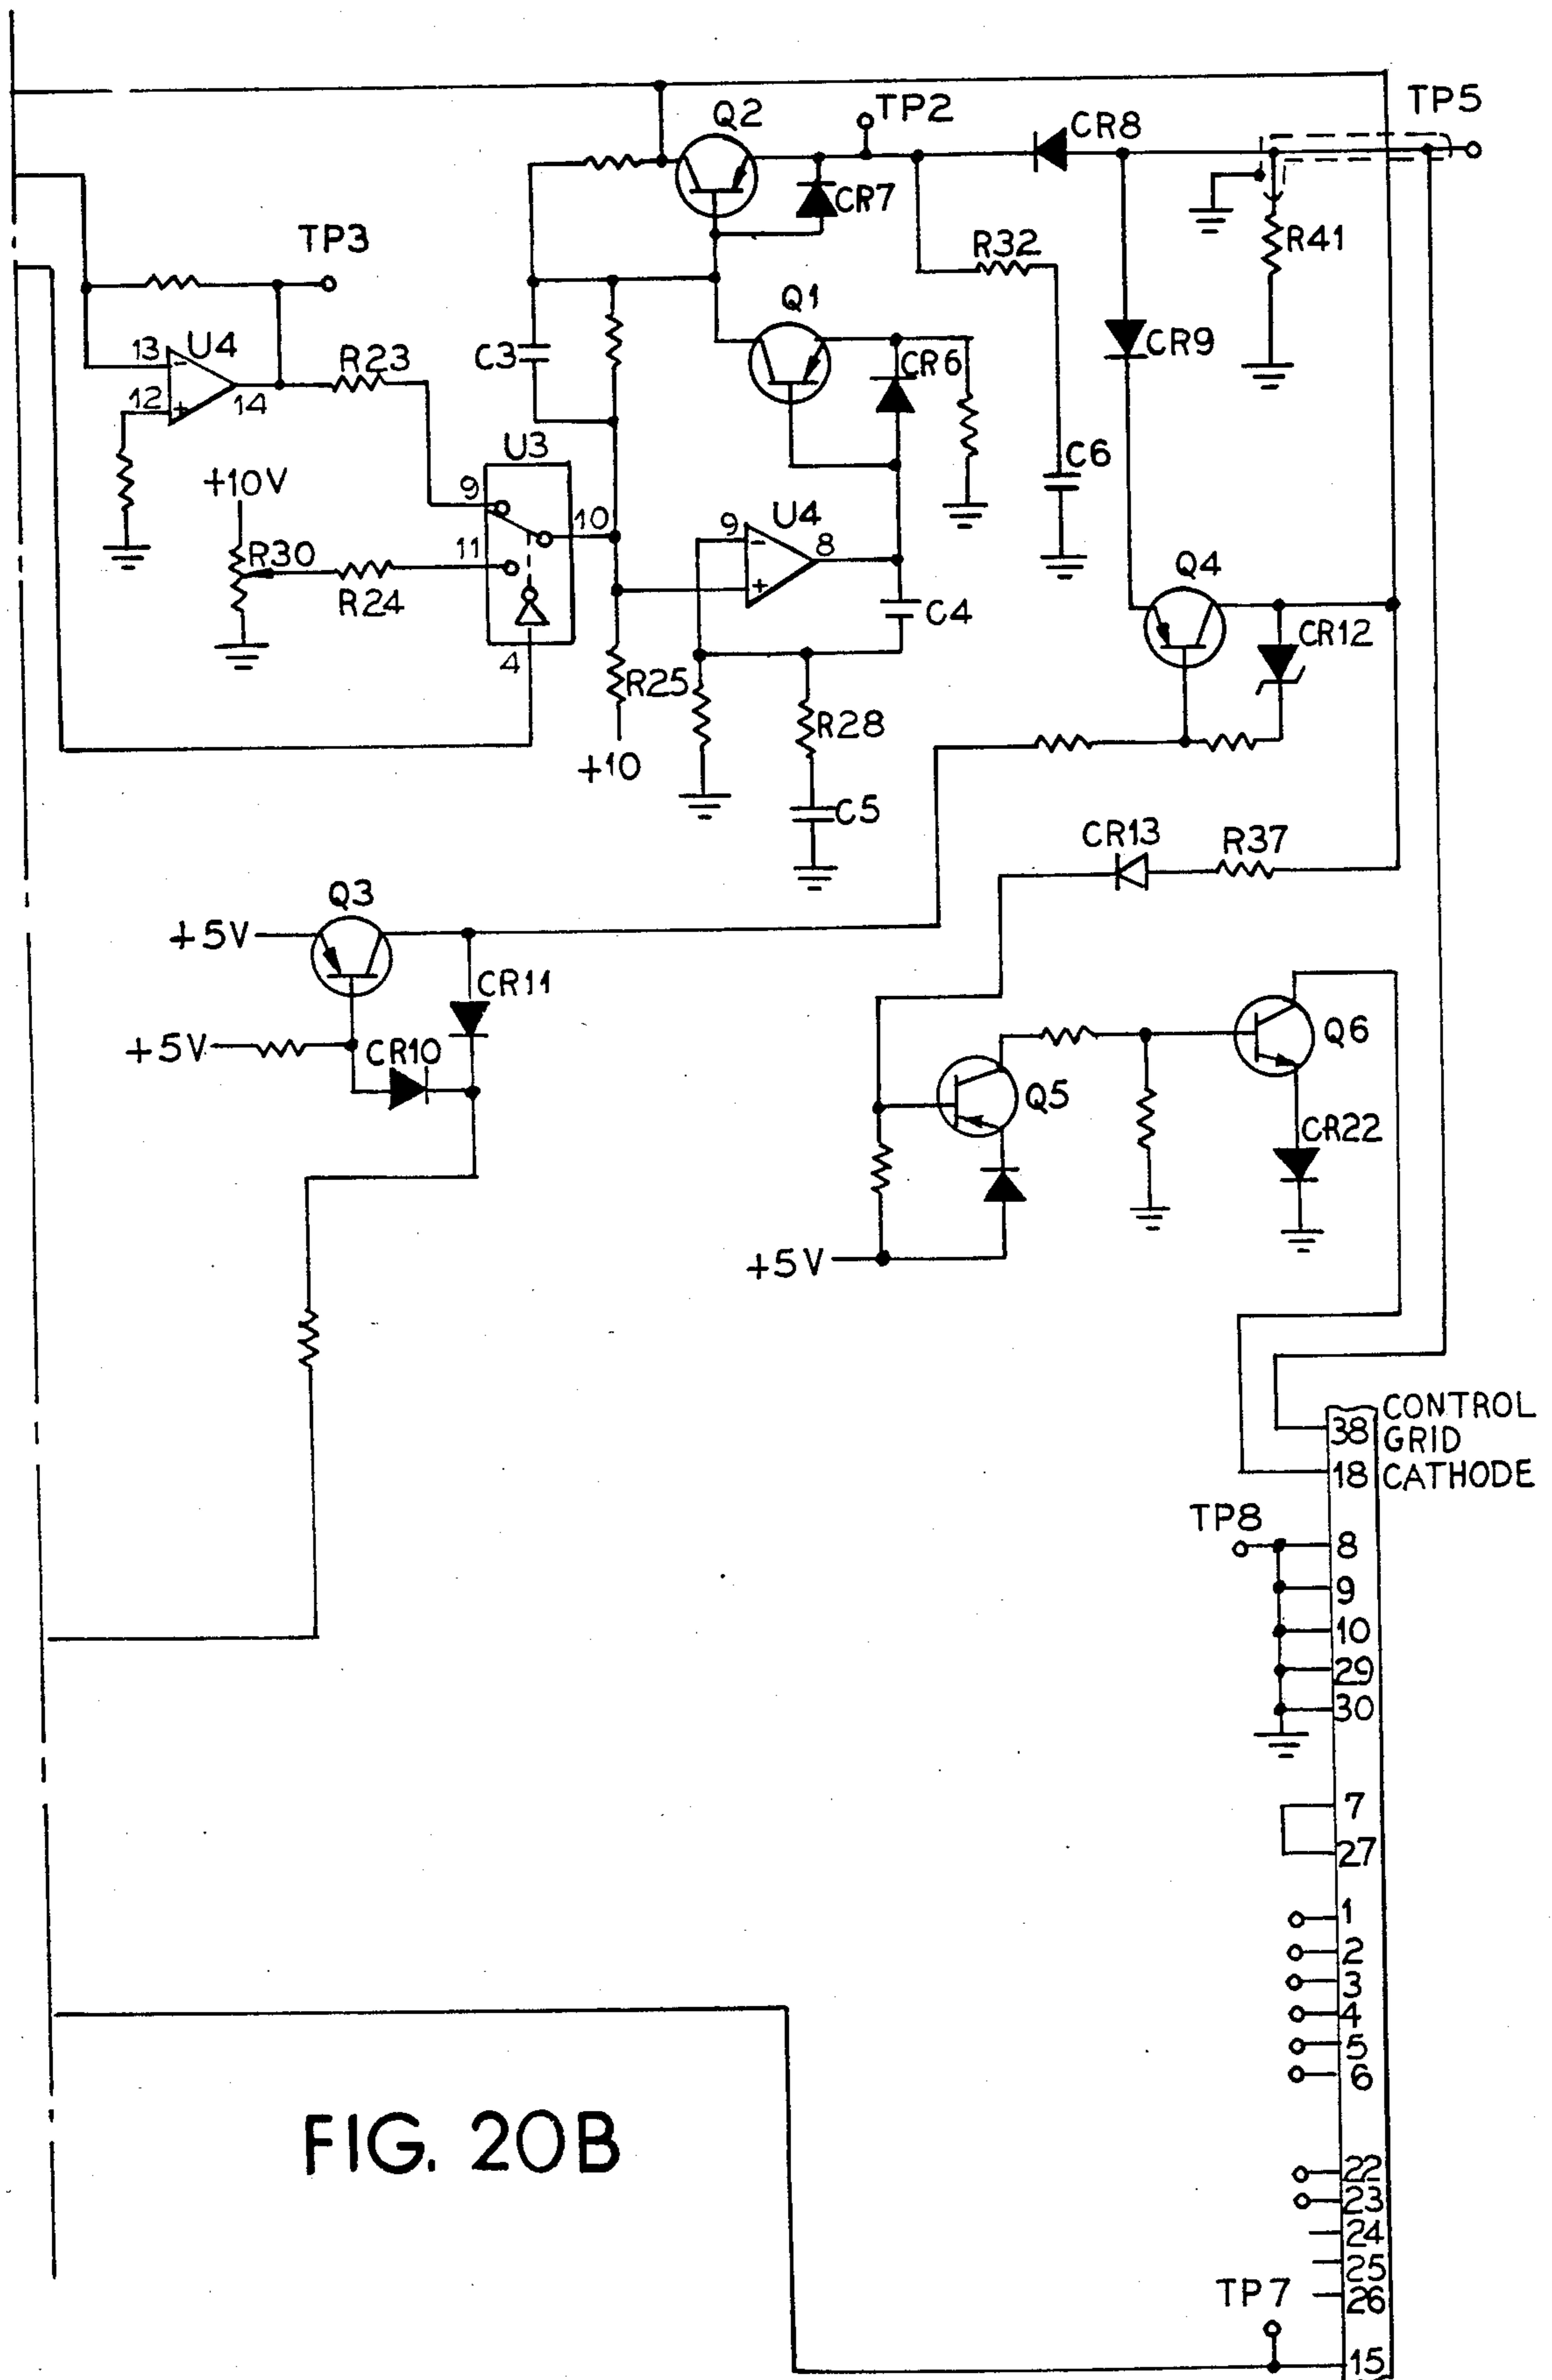 TP5
TP2
CR8
Q2
CR7
TP3
R32
R41
Q1
CR9
U4
13
-
R23
C3
CR6
12
+
14
U3
C6
+10V
9
10
U4
9
-
8
R30
11
+
Q4
R24
C4
CR12
4
R25
R28
+10
C5
CR13
R37
Q3
+5V
CR11
Q6
+5V
CR10
Q5
CR22
+5V
38 CONTROL
GRID
18 CATHODE
TP8
8
9
10
29
30
7
27
1
2
3
4
5
6
FIG. 20B
22
23
24
25
26
TP7
15